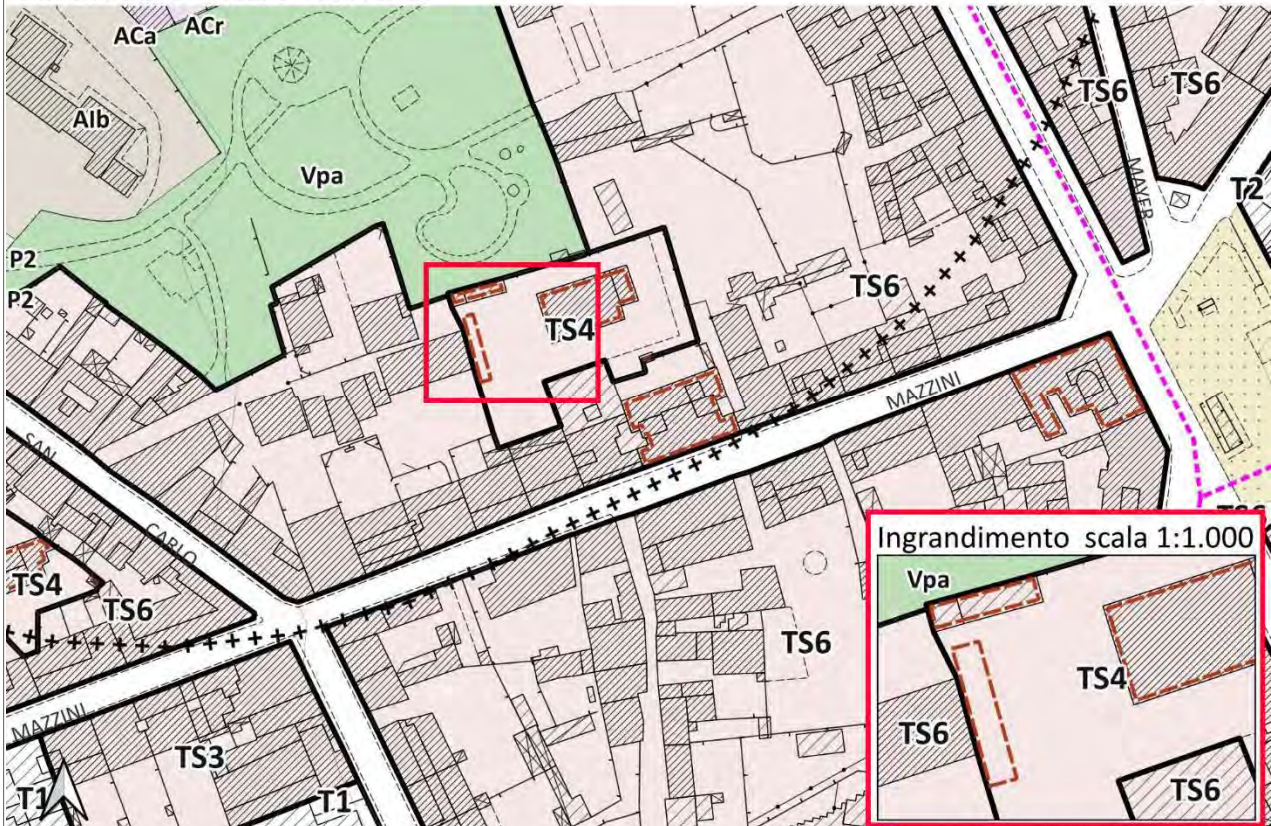 ACa
ACr
AIb
Vpa
P2
P2
TS6
TS6
MAYER
T2
TS6
TS4
MAZZINI
SAN
CARLO
TS4
TS6
TS6
MAZZINI
TS3
T1
T1
Ingrandimento scala 1:1.000
Vpa
TS4
TS6
TS6